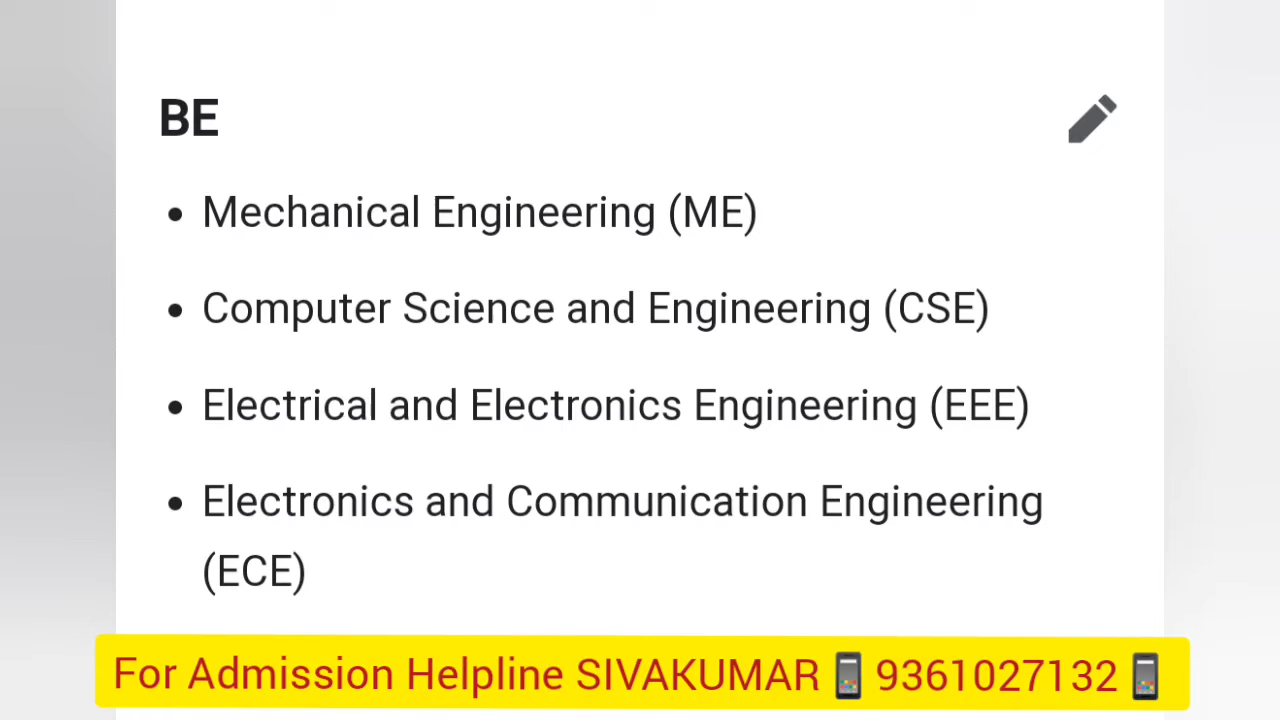 BE
Mechanical Engineering (ME)
Computer Science and Engineering (CSE)
Electrical and Electronics Engineering (EEE)
Electronics and Communication Engineering
(ECE)
For Admission Helpline SIVAKUMAR📱9361027132📱